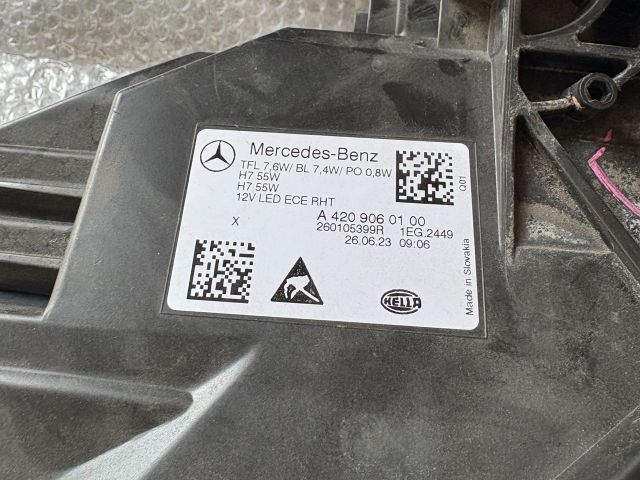 Mercedes-Benz
TFL 7,6W/ BL 7,4W/ PO 0,8W
H7 55W
H7 55W
12V LED ECE RHT
X
A 420 906 01 00
260105399R 1EG.2449
26.06.23 09:06
HELLA
Made in Slovakia
Q01